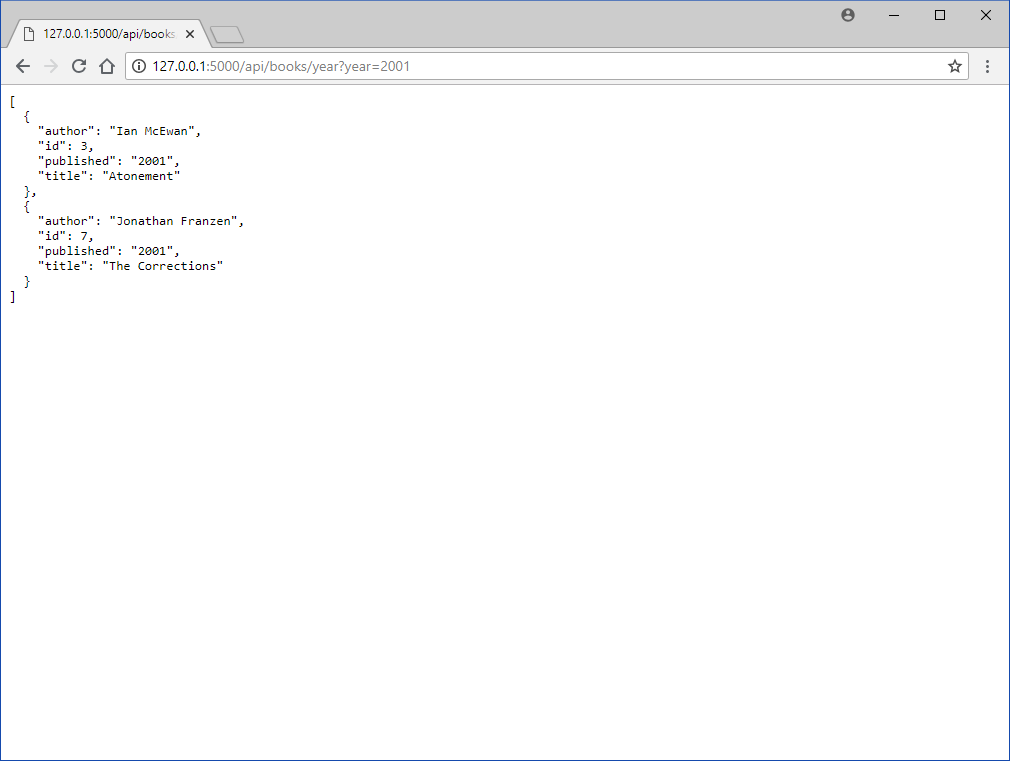 127.0.0.1:5000/api/books
127.0.0.1:5000/api/books/year?year=2001
[
  {
    "author": "Ian McEwan",
    "id": 3,
    "published": "2001",
    "title": "Atonement"
  },
  {
    "author": "Jonathan Franzen",
    "id": 7,
    "published": "2001",
    "title": "The Corrections"
  }
]